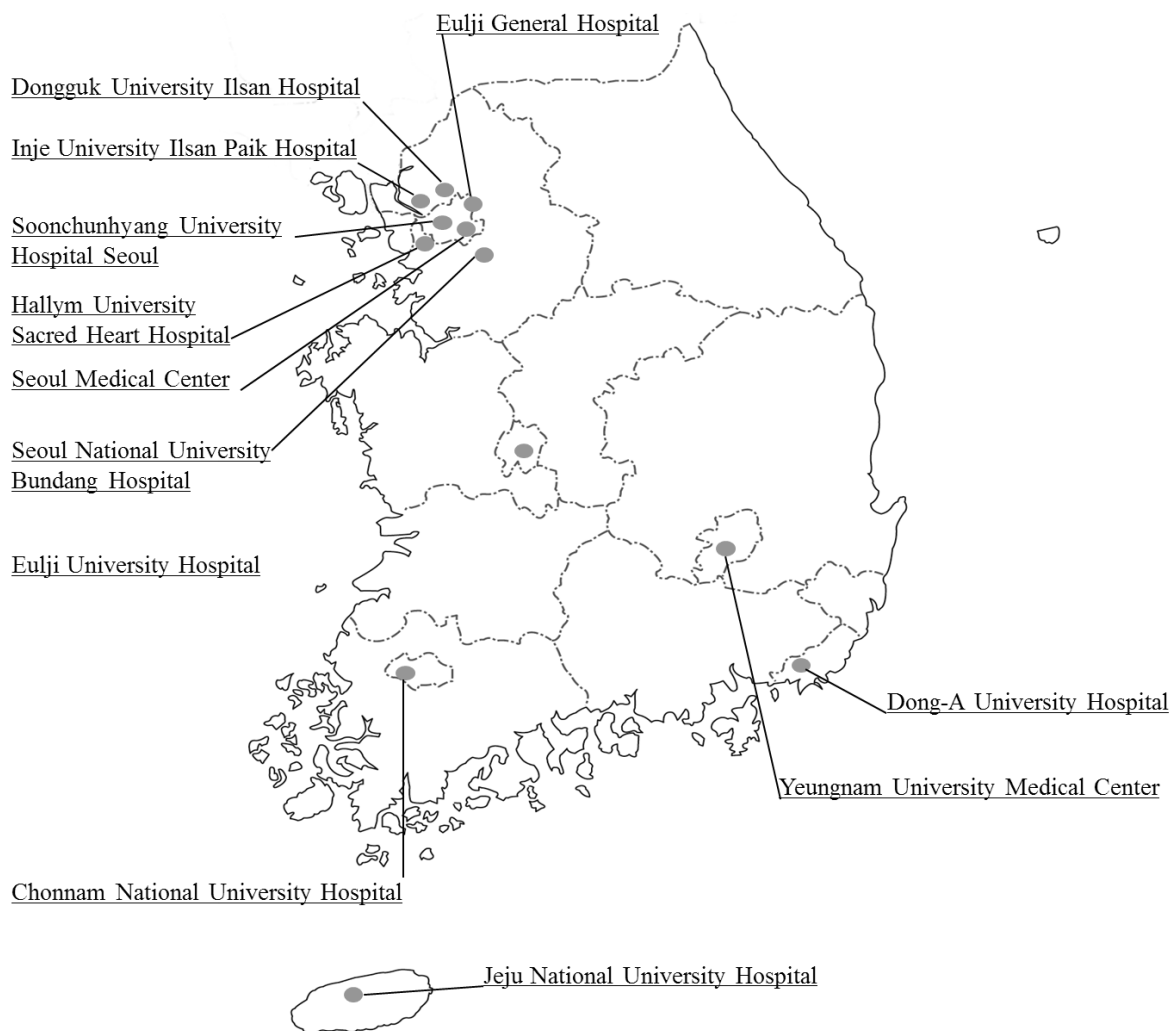 Eulji General Hospital
Dongguk University Ilsan Hospital
Inje University Ilsan Paik Hospital
Soonchunhyang University
Hospital Seoul
Hallym University
Sacred Heart Hospital
Seoul Medical Center
Seoul National University
Bundang Hospital
Eulji University Hospital
Dong-A University Hospital
Yeungnam University Medical Center
Chonnam National University Hospital
Jeju National University Hospital